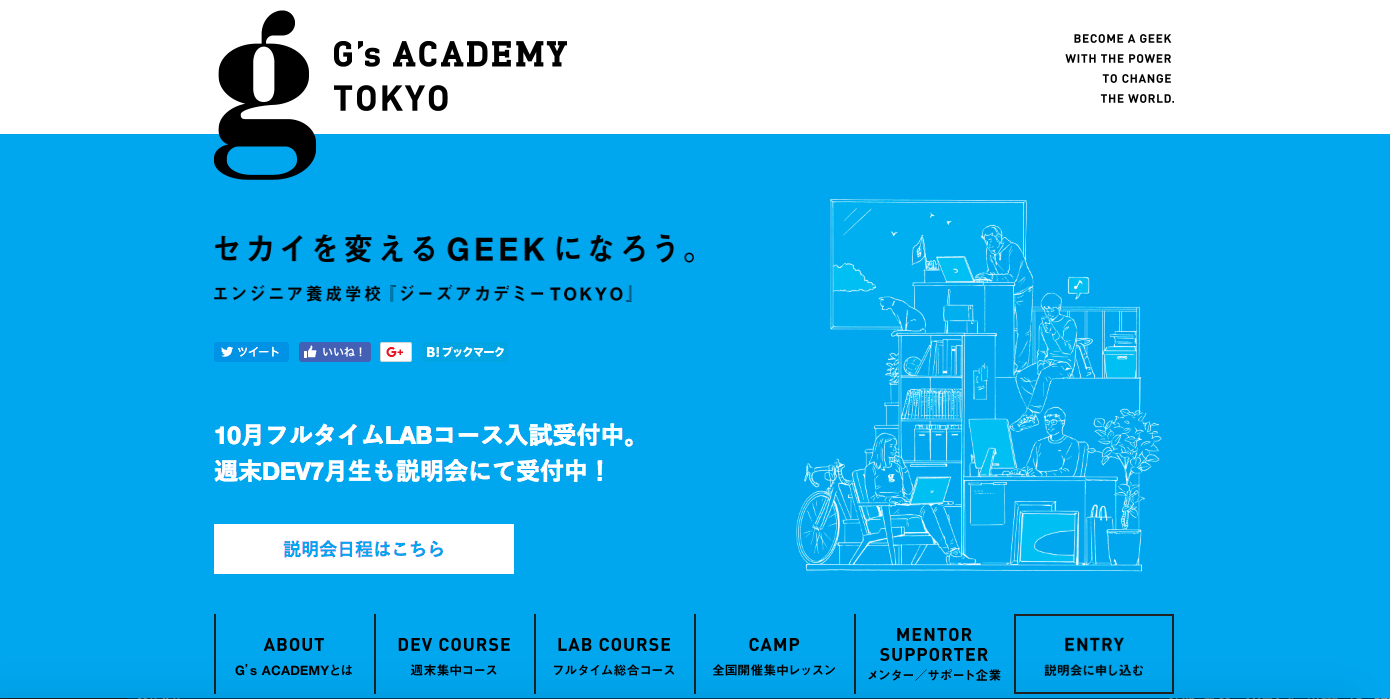 g
G's ACADEMY
TOKYO
BECOME A GEEK
WITH THE POWER
TO CHANGE
THE WORLD.
セカイを変えるGEEKになろう。
エンジニア養成学校『ジーズアカデミーTOKYO』
ツイート
いいね！
G+
B!ブックマーク
10月フルタイムLABコース入試受付中。
週末DEV7月生も説明会にて受付中！
説明会日程はこちら
ABOUT
G's ACADEMYとは
DEV COURSE
週末集中コース
LAB COURSE
フルタイム総合コース
CAMP
全国開催集中レッスン
MENTOR
SUPPORTER
メンター／サポート企業
ENTRY
説明会に申し込む